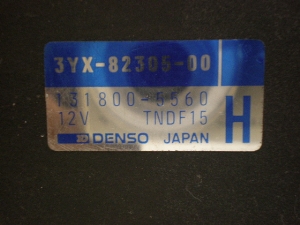 3YX-82305-00
131800-5560
12V TNDF15
DENSO JAPAN H